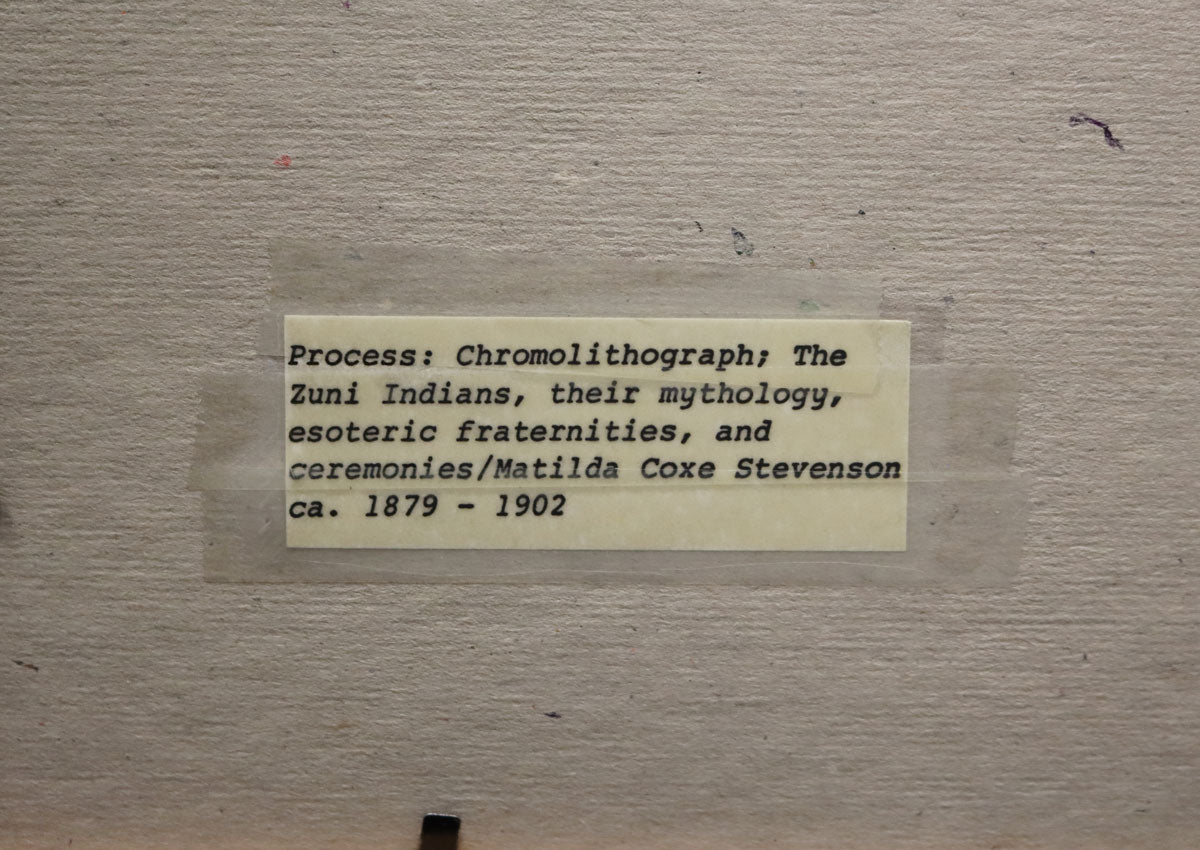 Process: Chromolithograph; The
Zuni Indians, their mythology,
esoteric fraternities, and
ceremonies/Matilda Coxe Stevenson
ca. 1879 - 1902